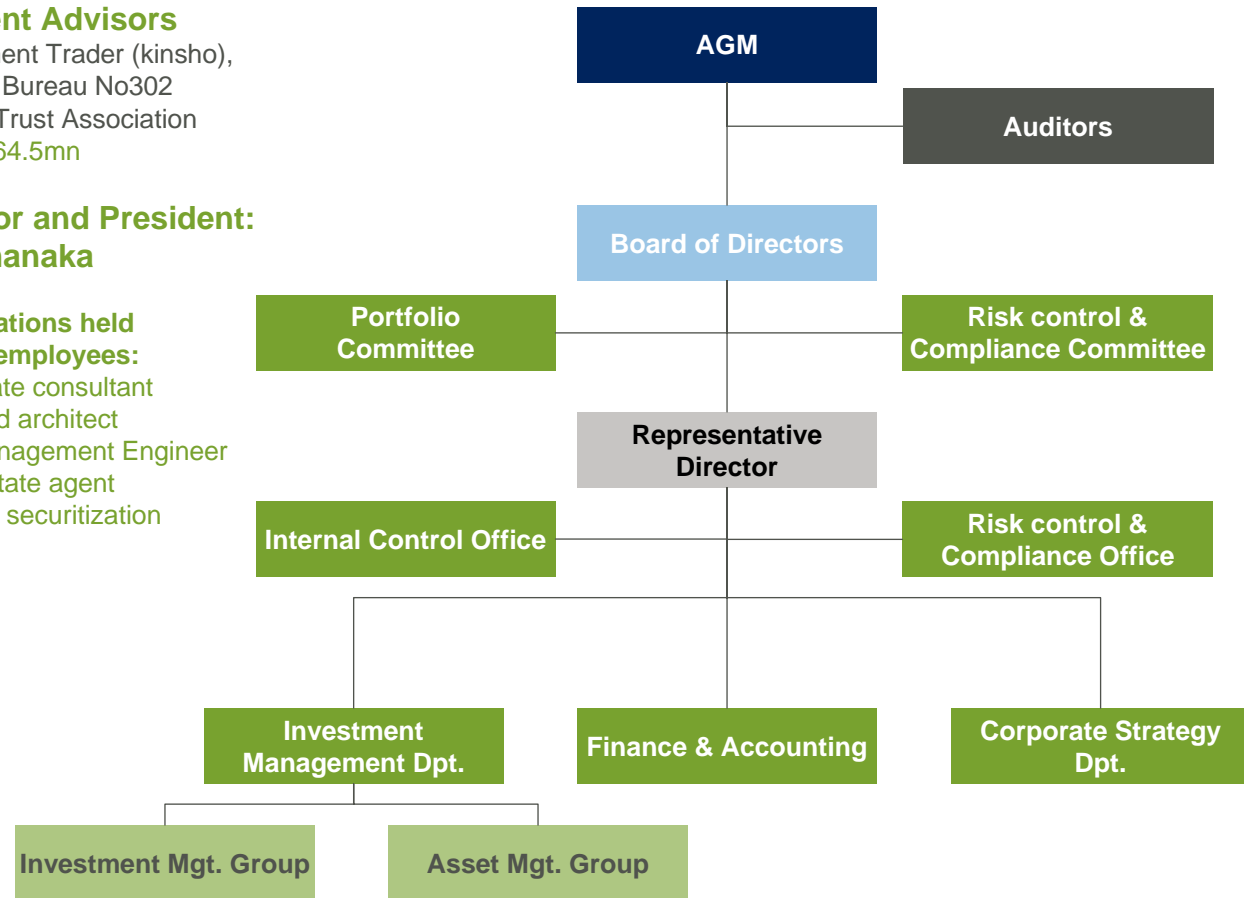 ent Advisors
nent Trader (kinsho),
Bureau No302
Trust Association
64.5mn
or and President:
nanaka
ations held
employees:
ate consultant
d architect
nagement Engineer
tate agent
securitization
AGM
Auditors
Board of Directors
Portfolio
Committee
Risk control &
Compliance Committee
Representative
Director
Internal Control Office
Risk control &
Compliance Office
Investment
Management Dpt.
Finance & Accounting
Corporate Strategy
Dpt.
Investment Mgt. Group
Asset Mgt. Group